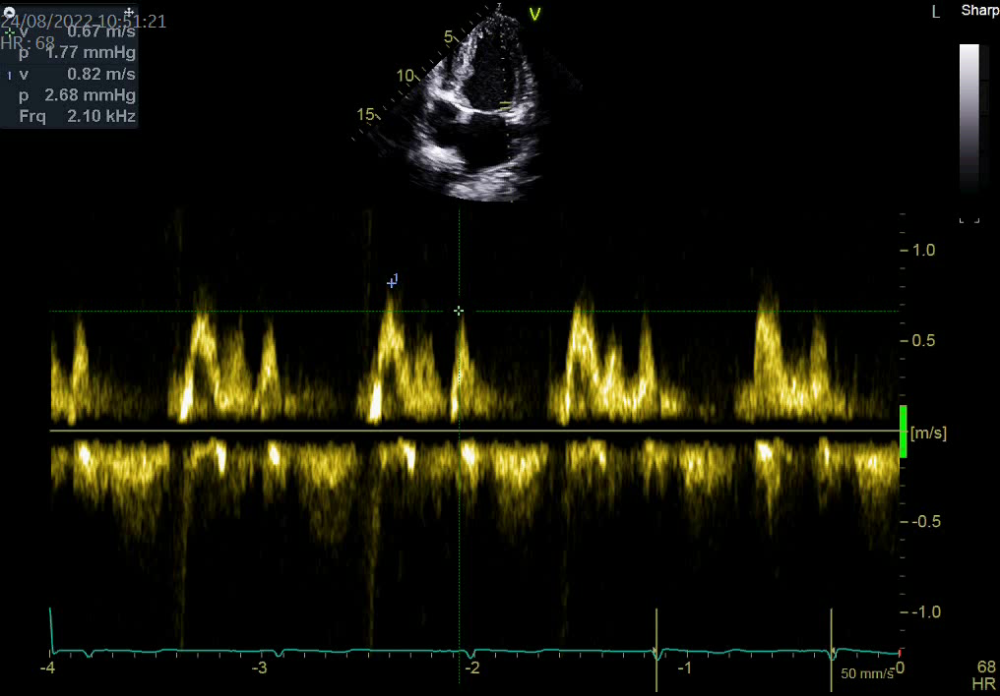 24/08/2022 10:51:21
v 0.67 m/s
HR: 68
p 1.77 mmHg
1 v 0.82 m/s
p 2.68 mmHg
Frq 2.10 kHz
V
5
10
15
L
Sharp
1
1.0
0.5
[m/s]
-0.5
-1.0
-4 -3 -2 -1 -0
50 mm/s
68
HR